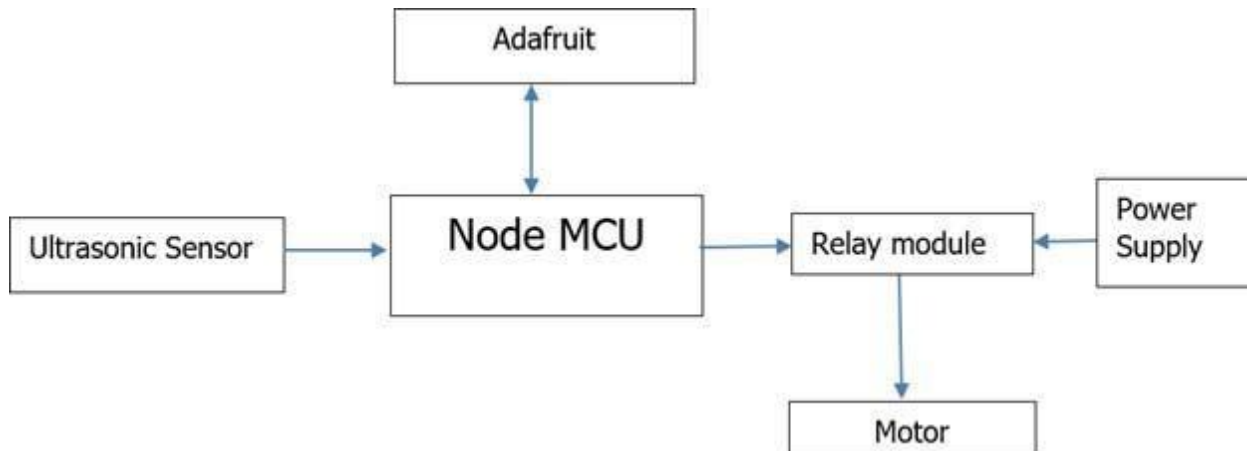 Adafruit
Node MCU
Ultrasonic Sensor
Relay module
Power
Supply
Motor